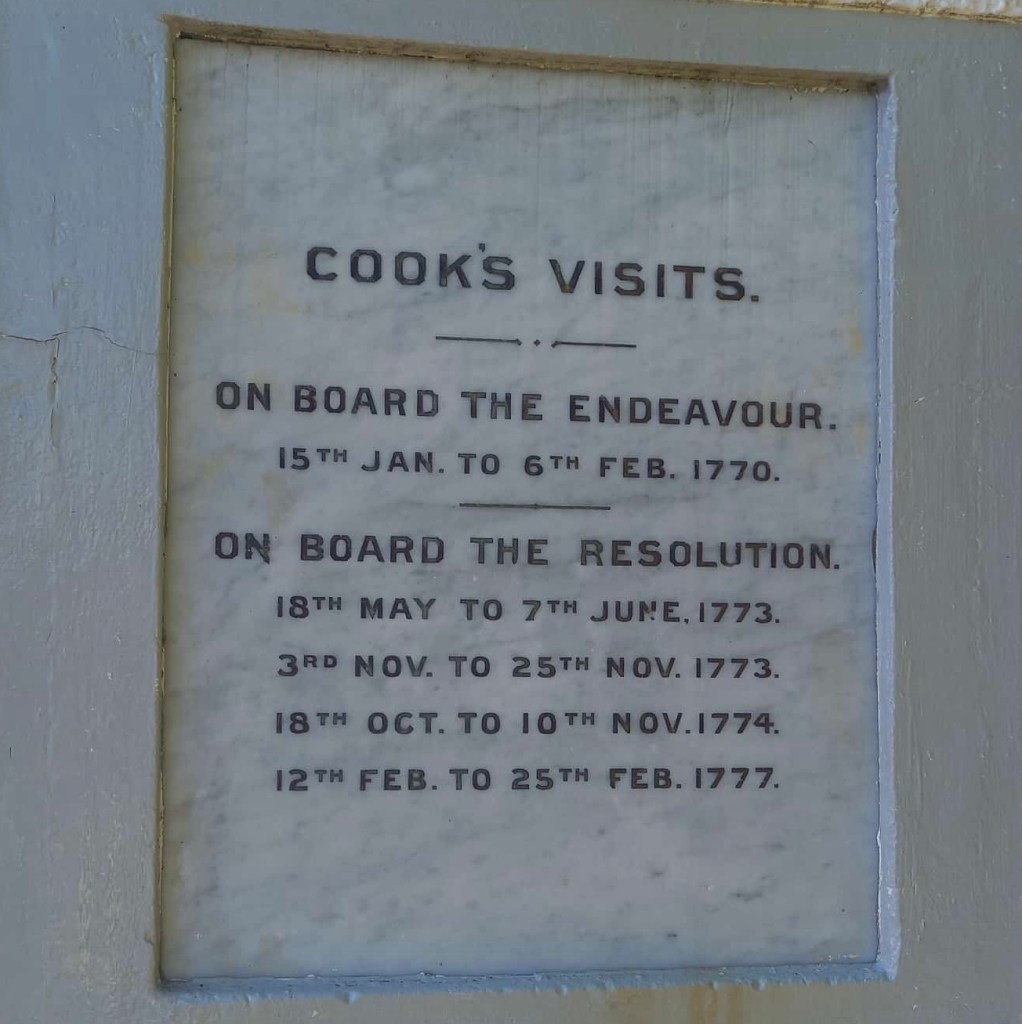 COOK'S VISITS.
ON BOARD THE ENDEAVOUR.
15TH JAN. TO 6TH FEB. 1770.
ON BOARD THE RESOLUTION.
18TH MAY TO 7TH JUNE, 1773.
3RD NOV. TO 25TH NOV. 1773.
18TH OCT. TO 10TH NOV. 1774.
12TH FEB. TO 25TH FEB. 1777.